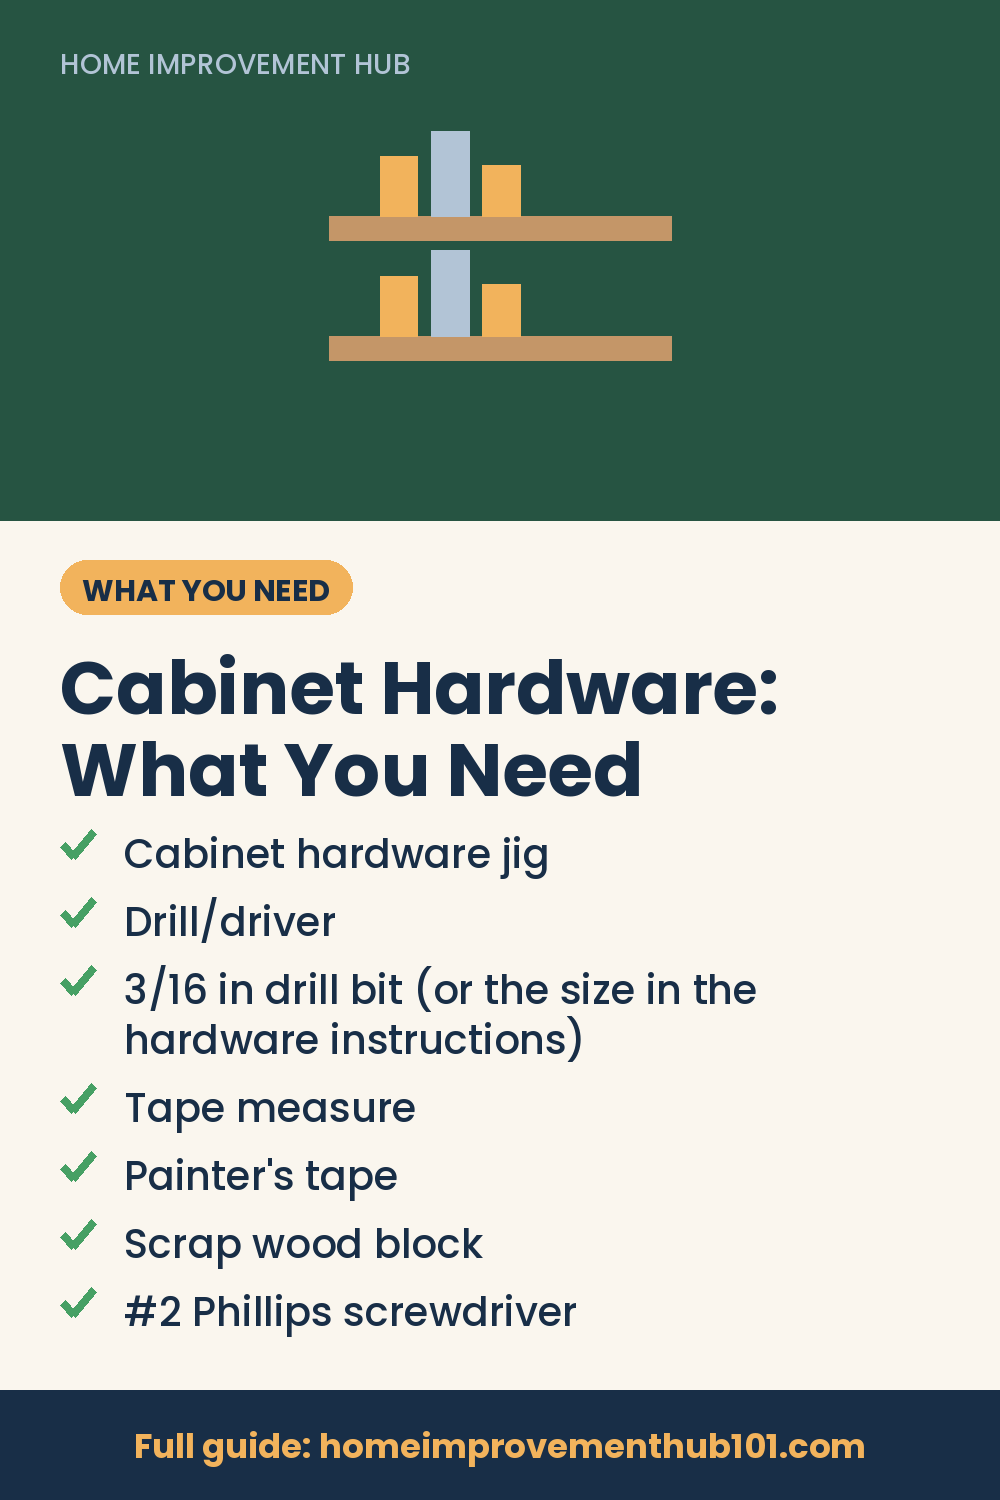 HOME IMPROVEMENT HUB
WHAT YOU NEED
Cabinet Hardware:
What You Need
Cabinet hardware jig
Drill/driver
3/16 in drill bit (or the size in the
hardware instructions)
Tape measure
Painter's tape
Scrap wood block
#2 Phillips screwdriver
Full guide: homeimprovementhub101.com